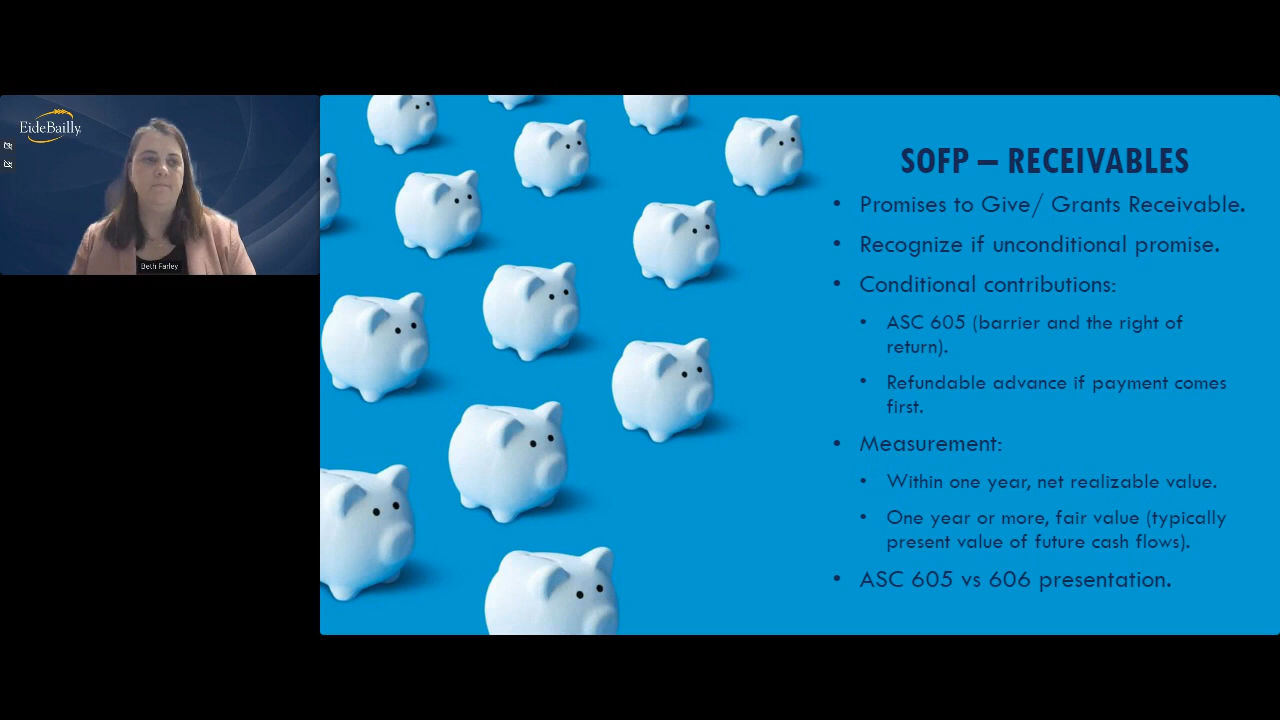 EideBailly
Beth Farley
SOFP – RECEIVABLES
• Promises to Give/ Grants Receivable.
• Recognize if unconditional promise.
• Conditional contributions:
• ASC 605 (barrier and the right of
return).
• Refundable advance if payment comes
first.
• Measurement:
• Within one year, net realizable value.
• One year or more, fair value (typically
present value of future cash flows).
• ASC 605 vs 606 presentation.